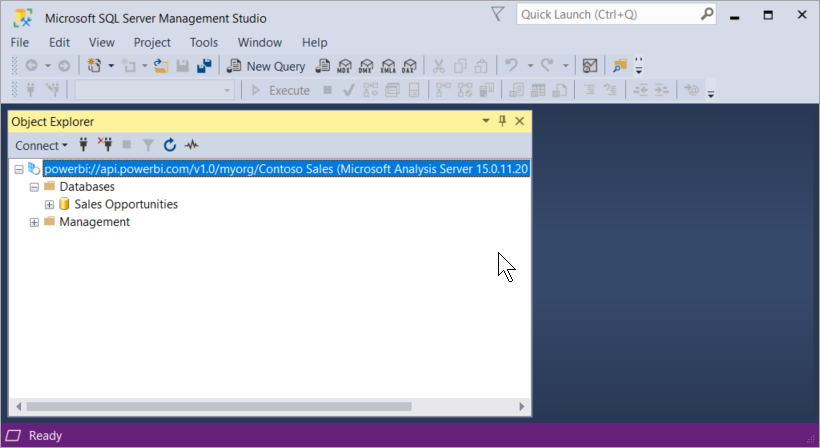 Microsoft SQL Server Management Studio
Quick Launch (Ctrl+Q)
File Edit View Project Tools Window Help
New Query MDX DMX XMLA DAX
Execute
Object Explorer
Connect
powerbi://api.powerbi.com/v1.0/myorg/Contoso Sales (Microsoft Analysis Server 15.0.11.20
Databases
Sales Opportunities
Management
Ready